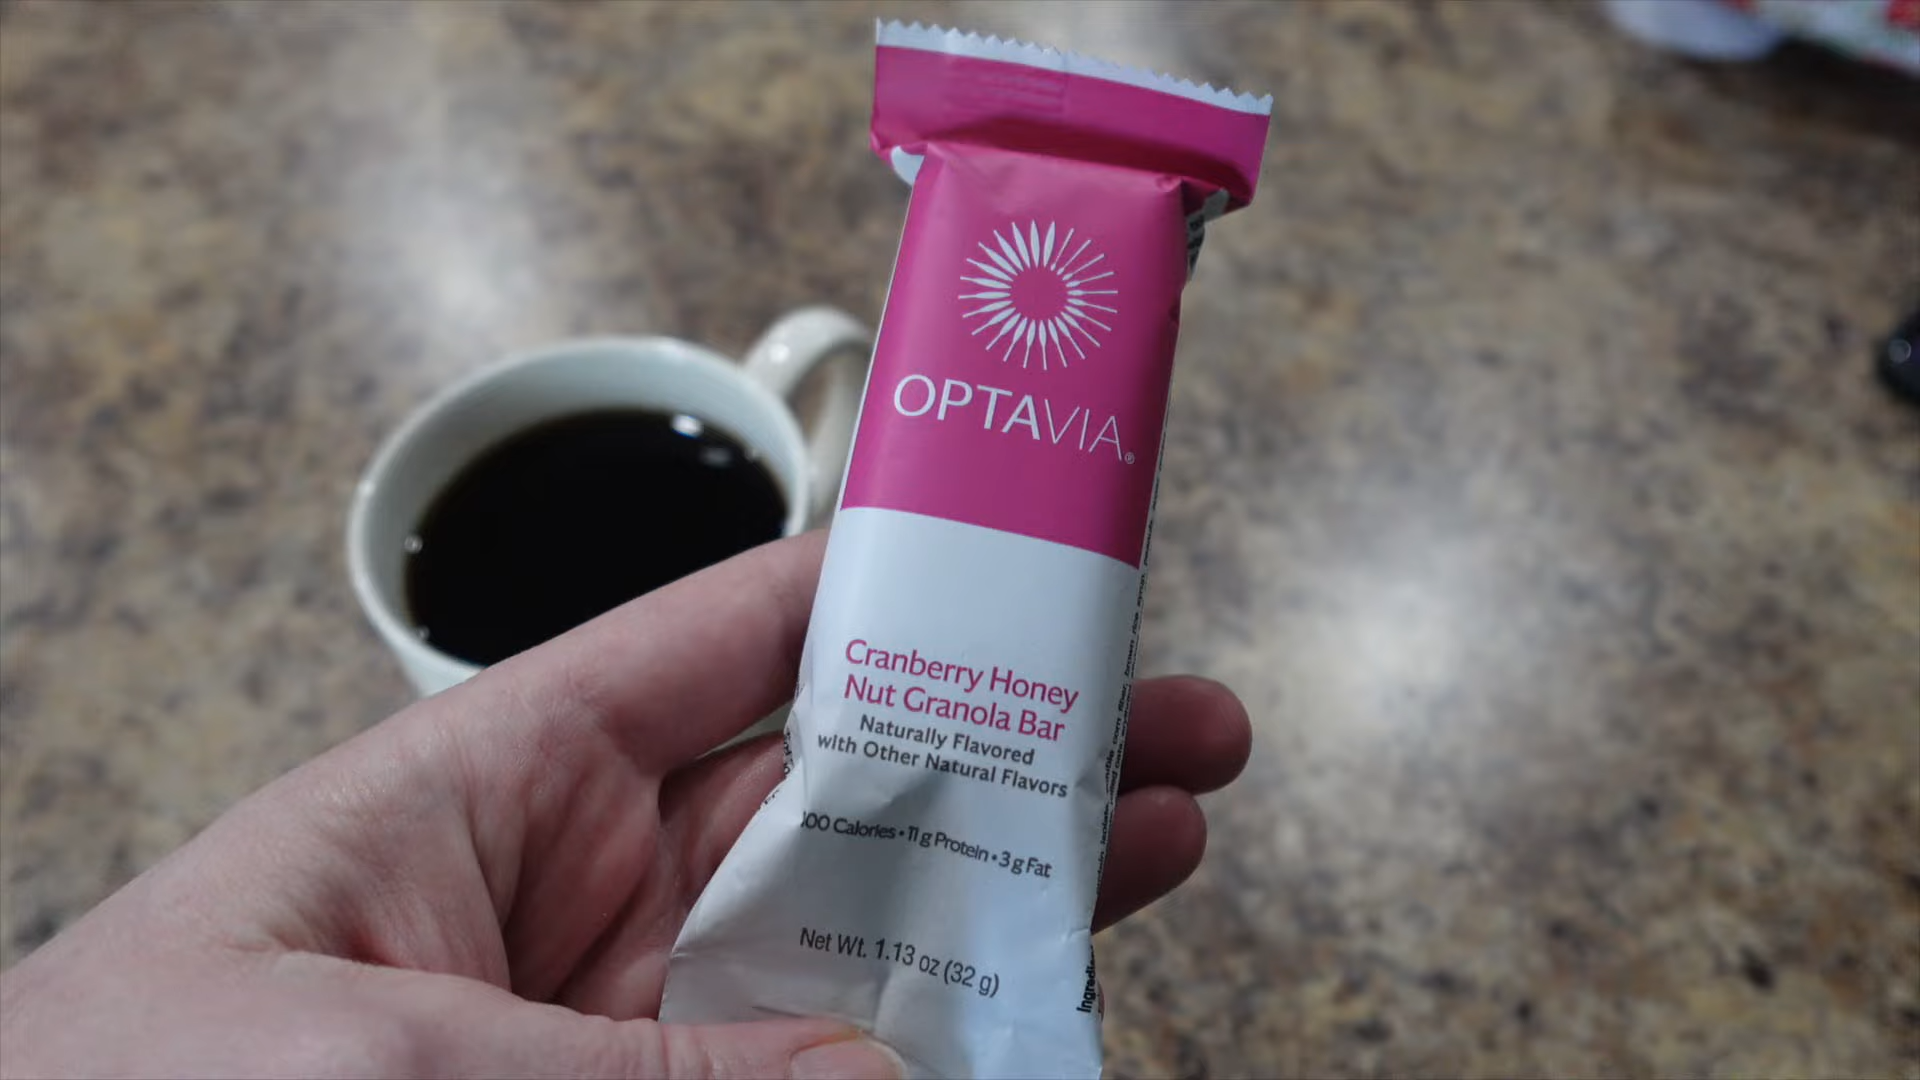 OPTAVIA®
Cranberry Honey
Nut Granola Bar
Naturally Flavored
with Other Natural Flavors
100 Calories • 11 g Protein • 3 g Fat
Net Wt. 1.13 oz (32 g)